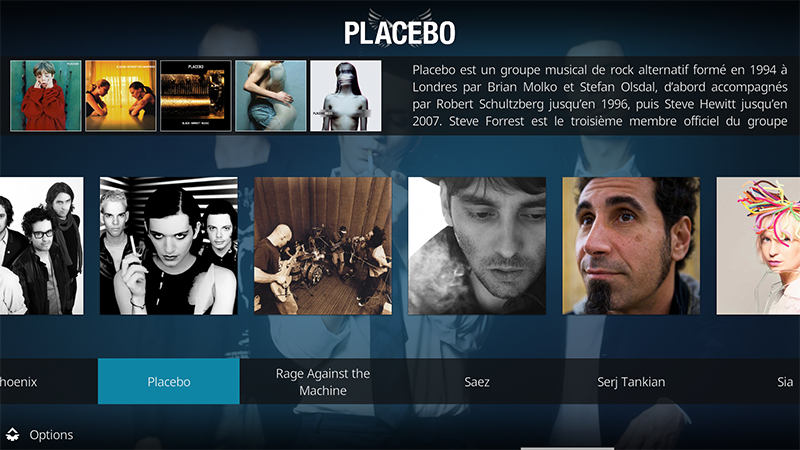 PLACEBO
Placebo est un groupe musical de rock alternatif formé en 1994 à
Londres par Brian Molko et Stefan Olsdal, d'abord accompagnés
par Robert Schultzberg jusqu'en 1996, puis Steve Hewitt jusqu'en
2007. Steve Forrest est le troisième membre officiel du groupe
PLACEBO
hoenix
Placebo
Rage Against the
Machine
Saez
Serj Tankian
Sia
Options